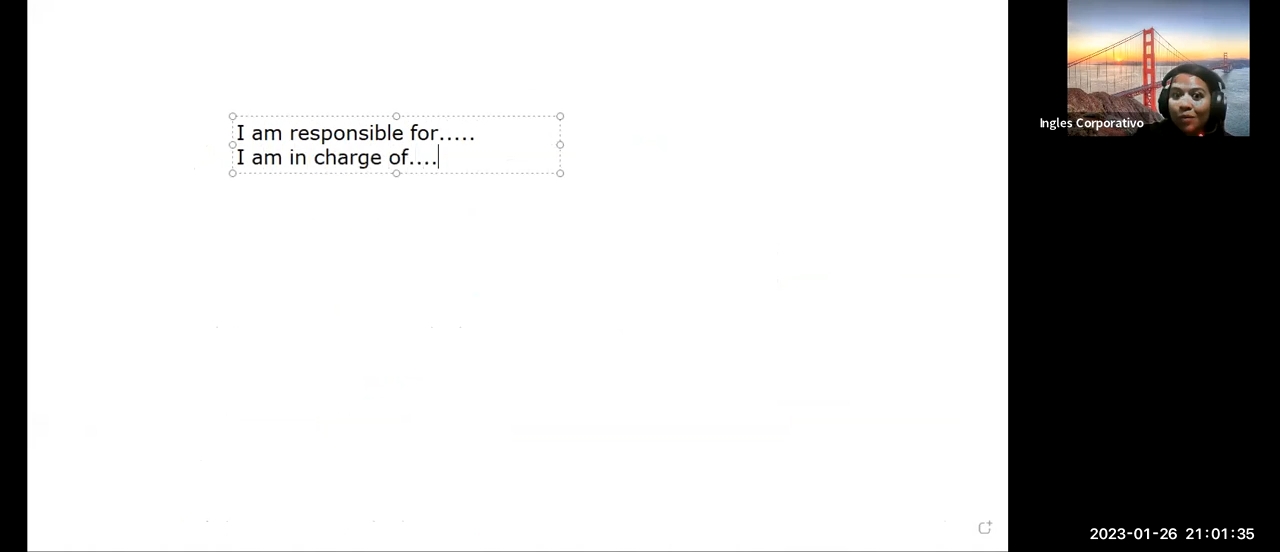 I am responsible for.....
I am in charge of....
Ingles Corporativo
2023-01-26 21:01:35